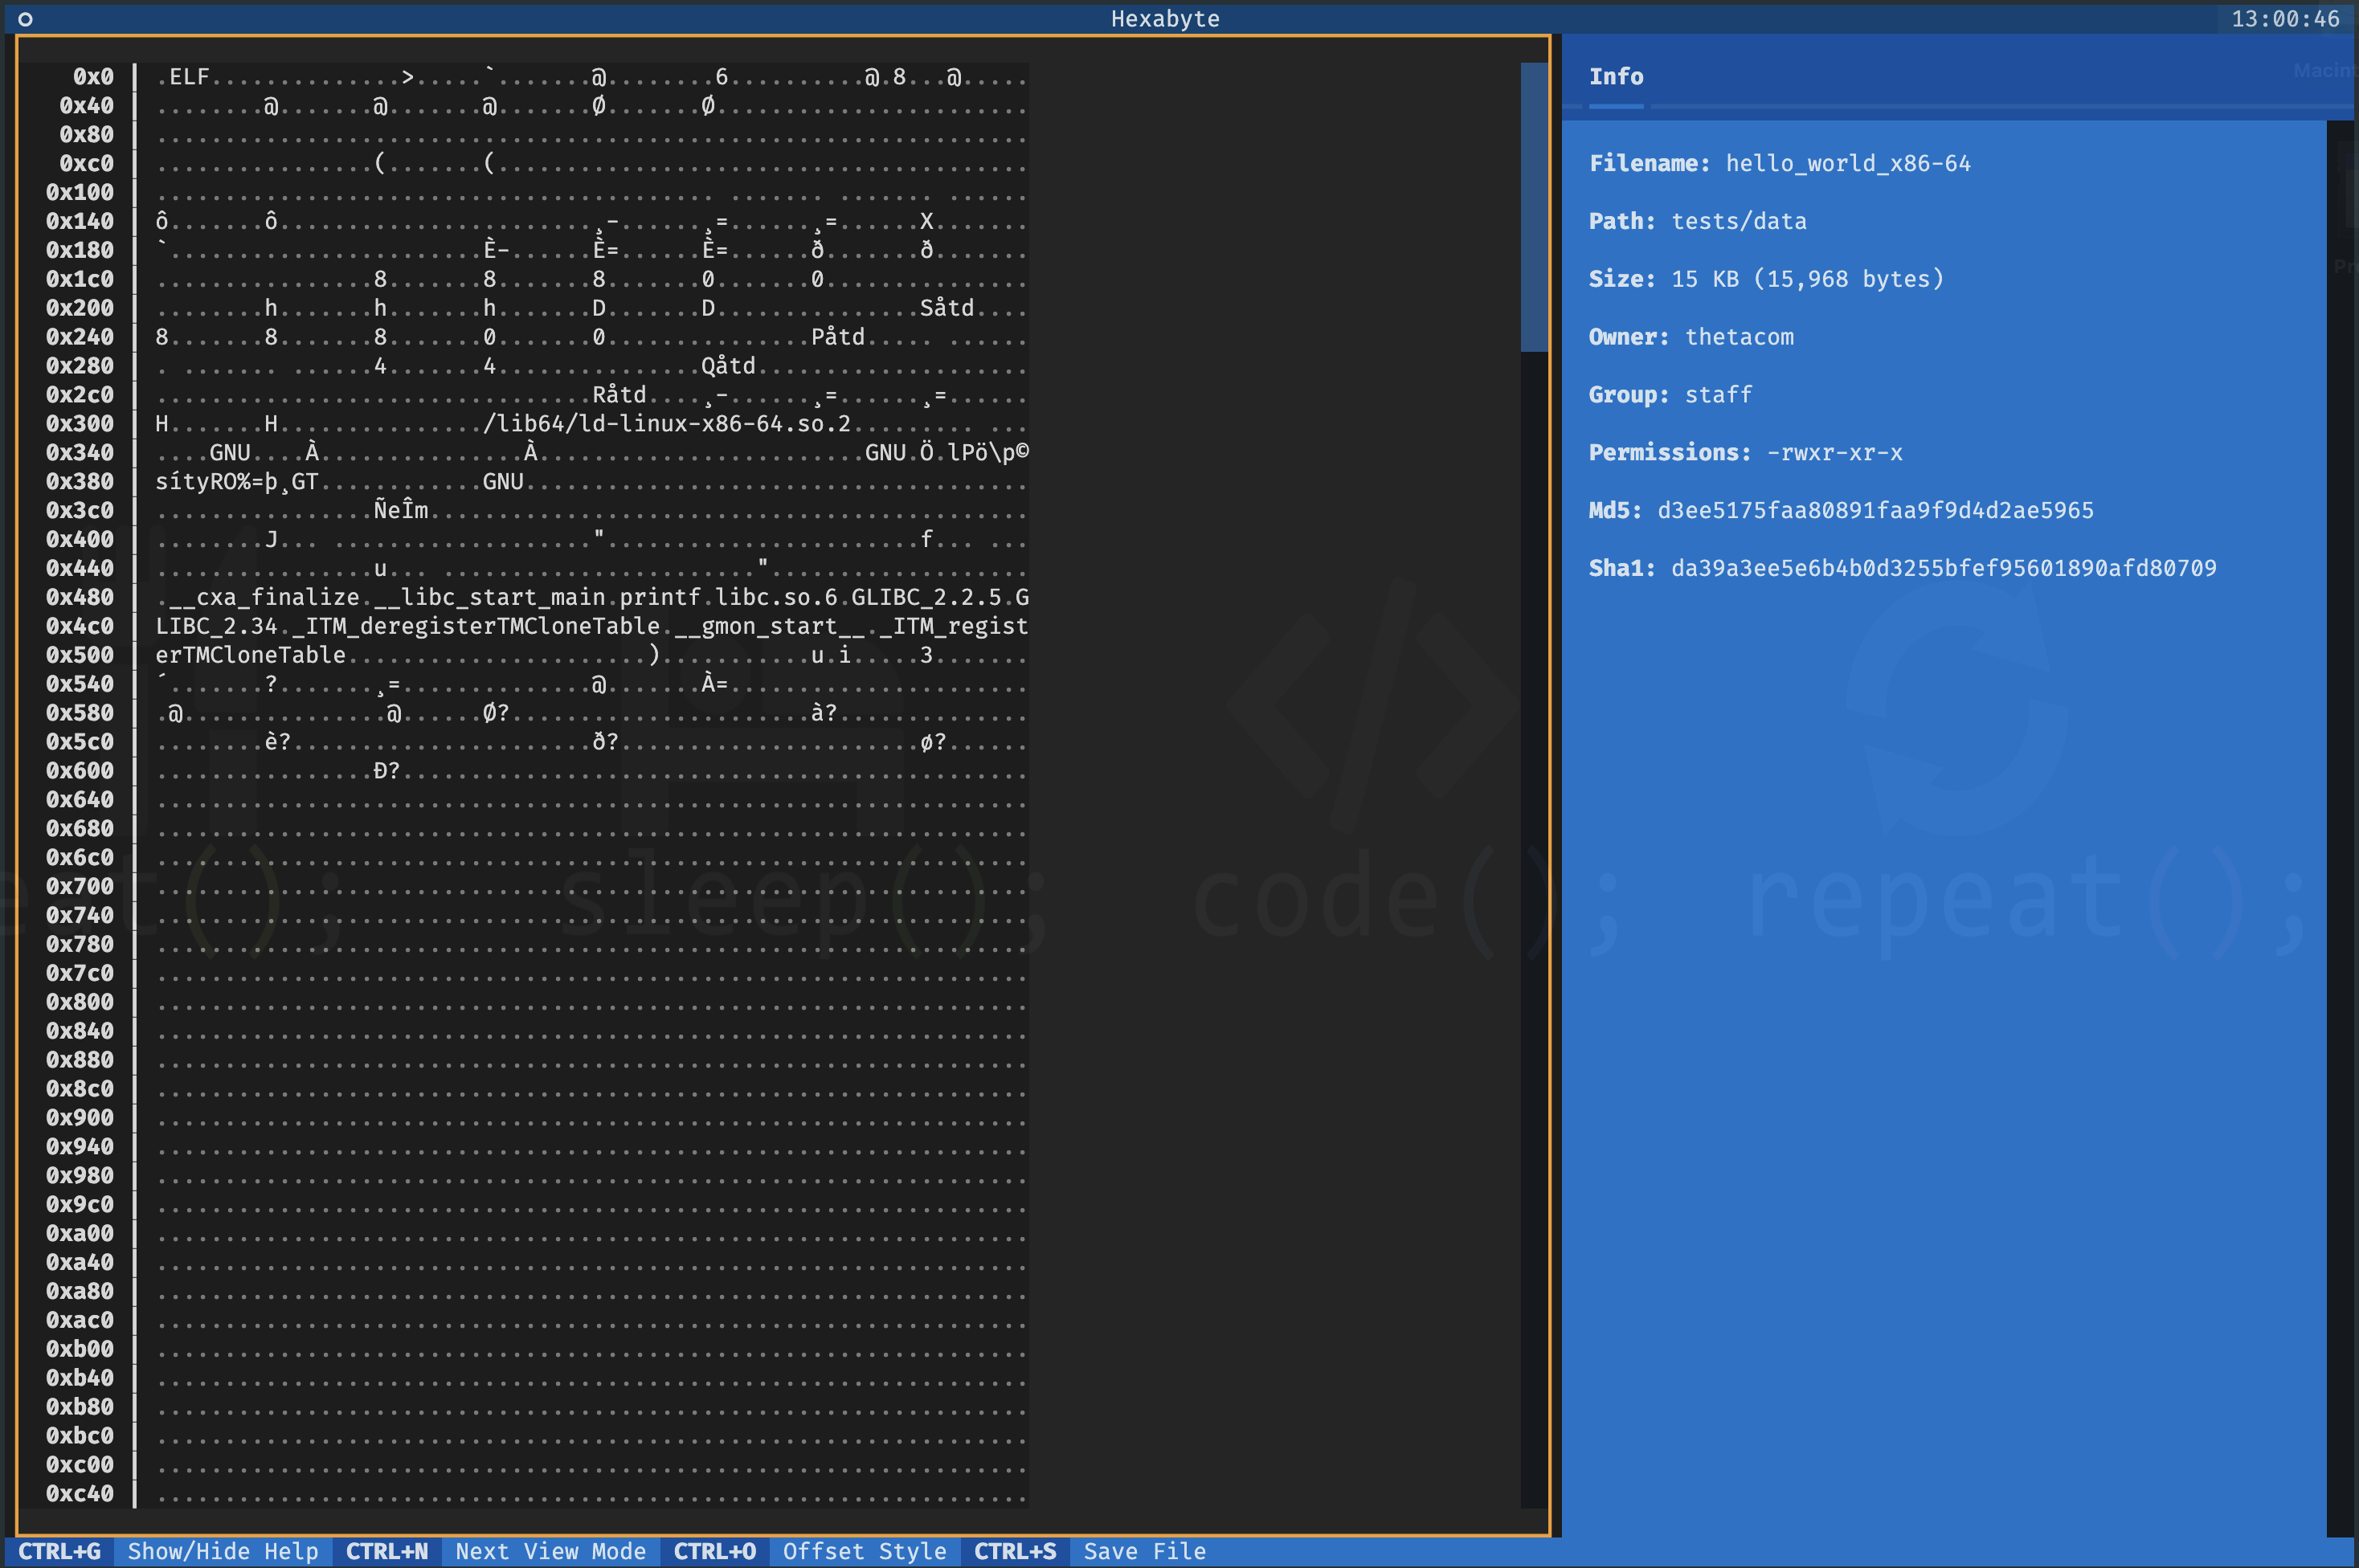 Hexabyte 13:00:46
0x0 .ELF..............>.....`.......@........6..........@.8...@.....
0x40 ........@.......@.......@.......Ø.......Ø.......................
0x80 ................................................................
0xc0 ................(.......(.......................................
0x100 ......................................... ....... ....... .......
0x140 ô.......ô.......................¸-......¸=......¸=......X.......
0x180 `.......................È-......È=......È=......ð.......ð.......
0x1c0 ................8.......8.......8.......0.......0...............
0x200 ........h.......h.......h.......D.......D...............Såtd....
0x240 8.......8.......8.......0.......0...............Påtd..... ......
0x280 . ....... ......4.......4...............Qåtd....................
0x2c0 ................................Råtd....¸-......¸=......¸=......
0x300 H.......H.............../lib64/ld-linux-x86-64.so.2........ ....
0x340 ....GNU....À...............À........................GNU.Ö.lPö\p©
0x380 sítyRO%=þ¸GT............GNU.....................................
0x3c0 ................ÑeÎm............................................
0x400 ........J... ...................".......................f... ...
0x440 ................u... ......................."...................
0x480 .__cxa_finalize.__libc_start_main.printf.libc.so.6.GLIBC_2.2.5.G
0x4c0 LIBC_2.34._ITM_deregisterTMCloneTable.__gmon_start__._ITM_regist
0x500 erTMCloneTable......................)...........u.i.....3.......
0x540 ´.......?.......¸=..............@.......À=......................
0x580 .@...............@......Ø?......................à?..............
0x5c0 ........è?......................ð?......................ø?......
0x600 ................Ð?..............................................
0x640 ................................................................
0x680 ................................................................
0x6c0 ................................................................
0x700 ................................................................
0x740 ................................................................
0x780 ................................................................
0x7c0 ................................................................
0x800 ................................................................
0x840 ................................................................
0x880 ................................................................
0x8c0 ................................................................
0x900 ................................................................
0x940 ................................................................
0x980 ................................................................
0x9c0 ................................................................
0xa00 ................................................................
0xa40 ................................................................
0xa80 ................................................................
0xac0 ................................................................
0xb00 ................................................................
0xb40 ................................................................
0xb80 ................................................................
0xbc0 ................................................................
0xc00 ................................................................
0xc40 ................................................................
Info
Filename: hello_world_x86-64
Path: tests/data
Size: 15 KB (15,968 bytes)
Owner: thetacom
Group: staff
Permissions: -rwxr-xr-x
Md5: d3ee5175faa80891faa9f9d4d2ae5965
Sha1: da39a3ee5e6b4b0d3255bfef95601890afd80709
eat(); sleep(); code(); repeat();
CTRL+G Show/Hide Help CTRL+N Next View Mode CTRL+O Offset Style CTRL+S Save File